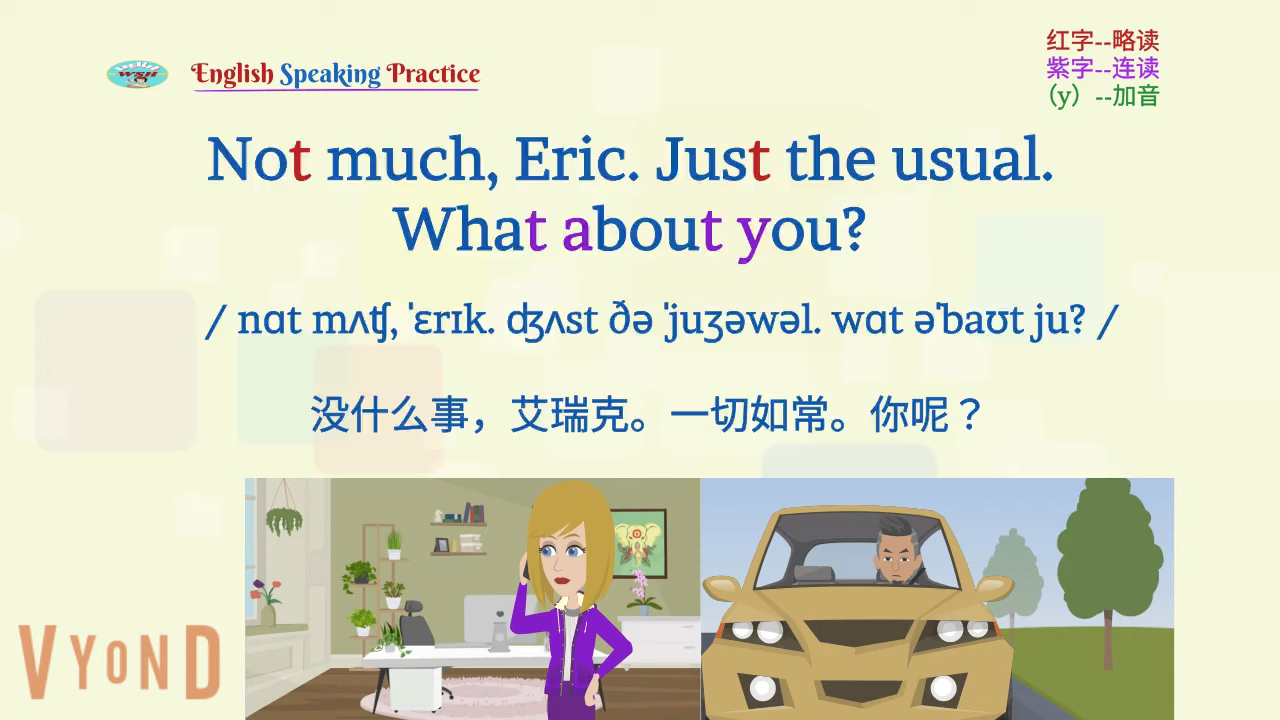 English Speaking Practice
红字--略读
紫字--连读
（y）--加音
Not much, Eric. Just the usual.
What about you?
/ nɑt mʌʧ, ˈɛrɪk. ʤʌst ðə ˈjuʒəwəl. wɑt əˈbaʊt ju? /
没什么事，艾瑞克。一切如常。你呢？
VYOND